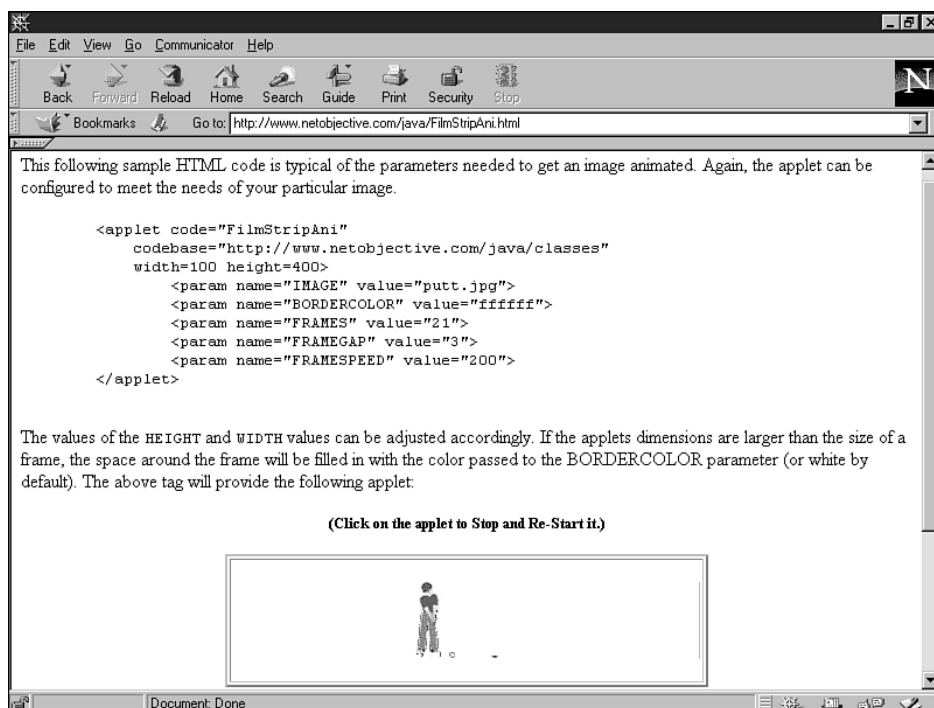 File Edit View Go Communicator Help
Back Forward Reload Home Search Guide Print Security Stop
N
Bookmarks Go to: http://www.netobjective.com/java/FilmStripAni.html
This following sample HTML code is typical of the parameters needed to get an image animated. Again, the applet can be
configured to meet the needs of your particular image.
<applet code="FilmStripAni"
codebase="http://www.netobjective.com/java/classes"
width=100 height=400>
<param name="IMAGE" value="putt.jpg">
<param name="BORDERCOLOR" value="ffffff">
<param name="FRAMES" value="21">
<param name="FRAMEGAP" value="3">
<param name="FRAMESPEED" value="200">
</applet>
The values of the HEIGHT and WIDTH values can be adjusted accordingly. If the applets dimensions are larger than the size of a
frame, the space around the frame will be filled in with the color passed to the BORDERCOLOR parameter (or white by
default). The above tag will provide the following applet:
(Click on the applet to Stop and Re-Start it.)
Document: Done